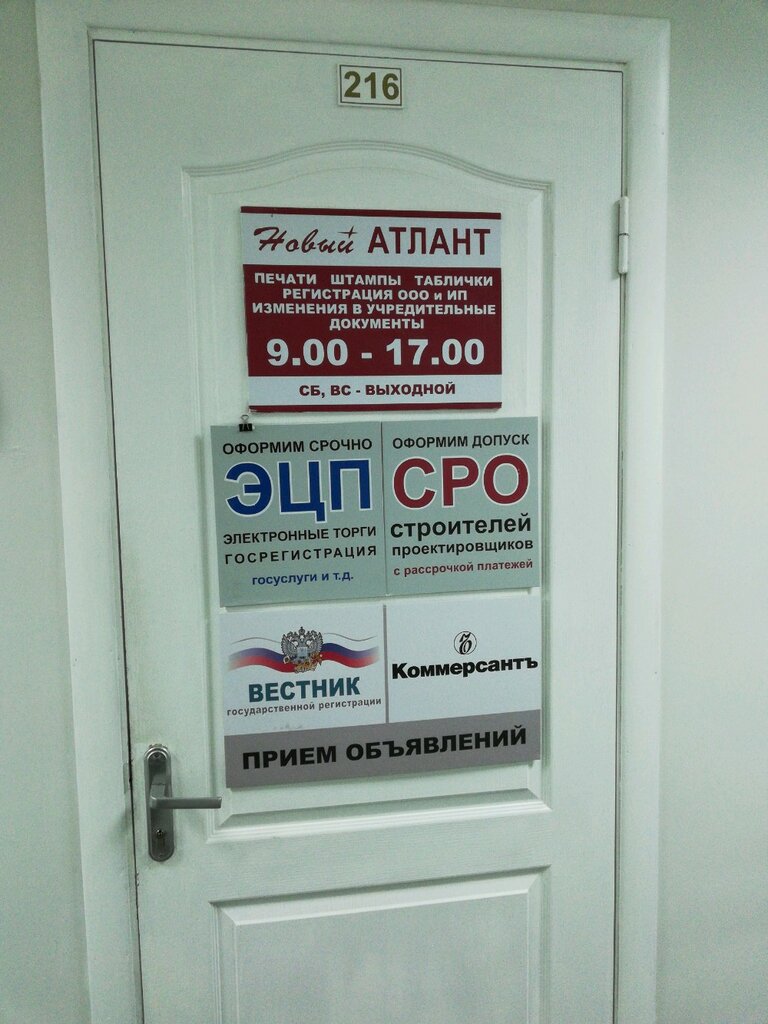 216
Новый АТЛАНТ
ПЕЧАТИ ШТАМПЫ ТАБЛИЧКИ
РЕГИСТРАЦИЯ ООО и ИП
ИЗМЕНЕНИЯ В УЧРЕДИТЕЛЬНЫЕ
ДОКУМЕНТЫ
9.00 - 17.00
СБ, ВС - ВЫХОДНОЙ
ОФОРМИМ СРОЧНО
ЭЦП
ЭЛЕКТРОННЫЕ ТОРГИ
ГОСРЕГИСТРАЦИЯ
госуслуги и т.д.
ОФОРМИМ ДОПУСК
СРО
строителей
проектировщиков
с рассрочкой платежей
ВЕСТНИК
государственной регистрации
Коммерсантъ
ПРИЕМ ОБЪЯВЛЕНИЙ